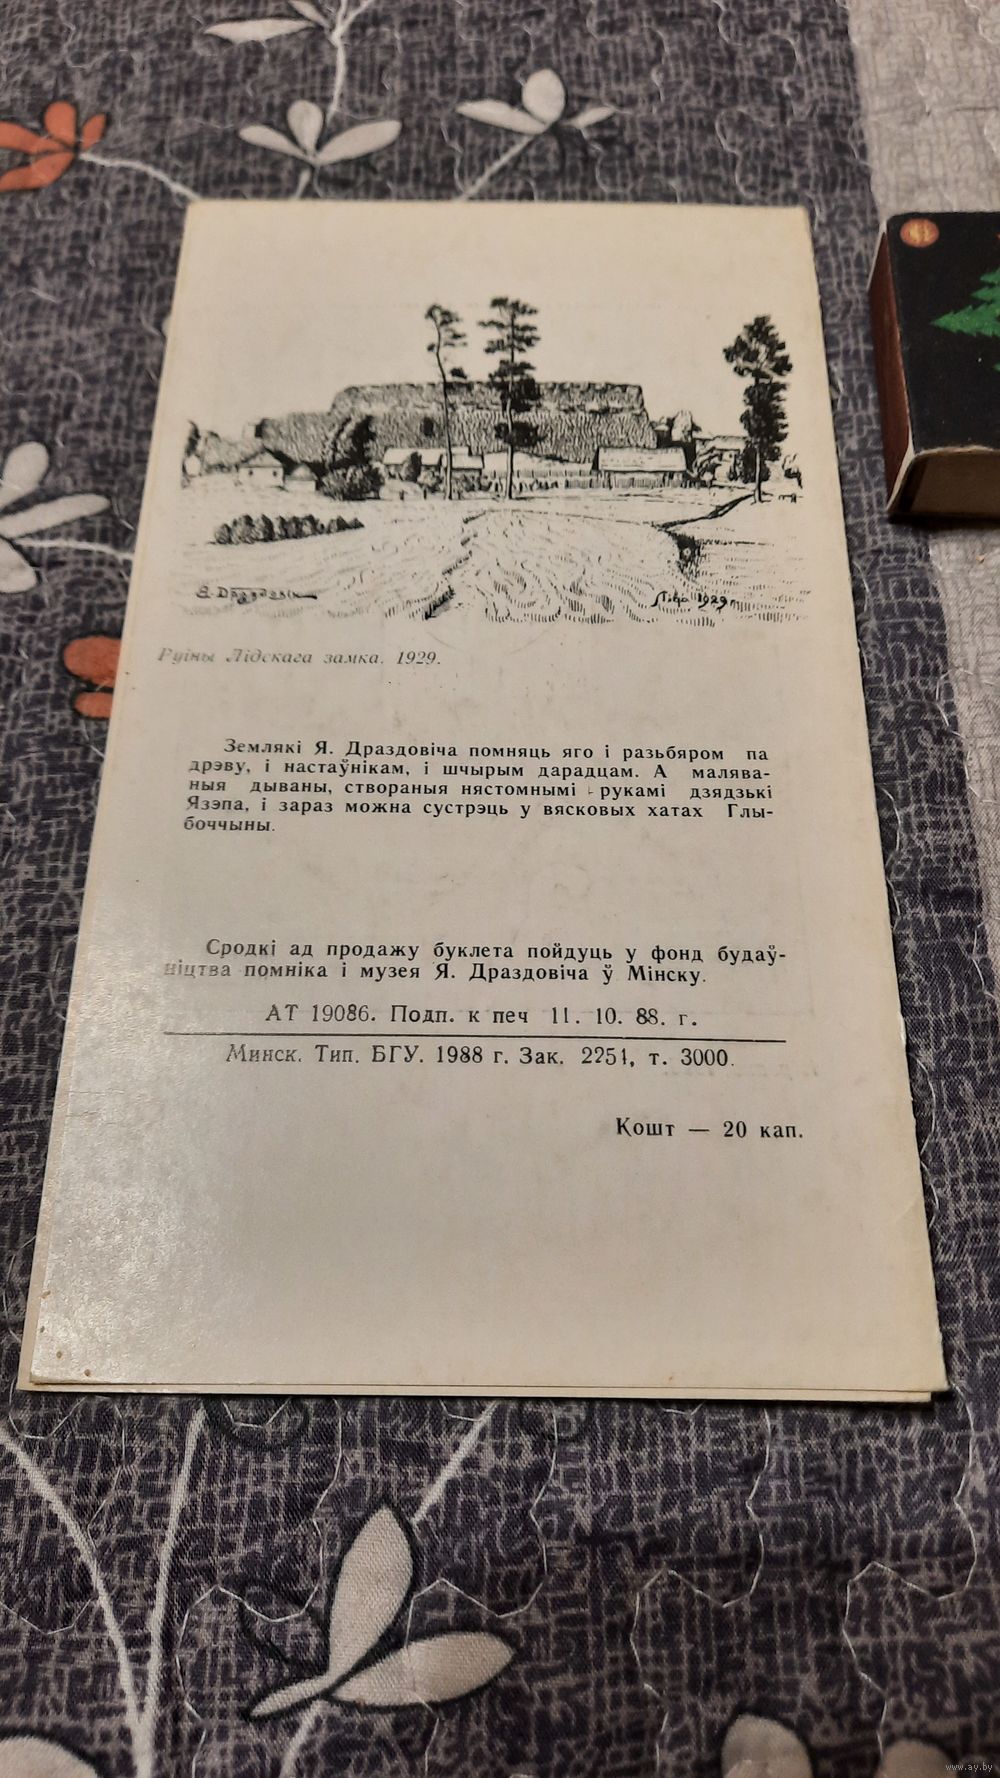 Я. Драздовіч
Ліда 1929 г.
Руіны Лідскага замка. 1929.
Землякі Я. Драздовіча помняць яго і разьбяром па
дрэву, і настаўнікам, і шчырым дарадцам. А малява-
ныя дываны, створаныя нястомнымі рукамі дзядзькі
Язэпа, і зараз можна сустрэць у вясковых хатах Глы-
боччыны.
Сродкі ад продажу буклета пойдуць у фонд будаў-
ніцтва помніка і музея Я. Драздовіча ў Мінску.
АТ 19086. Подп. к печ 11. 10. 88. г.
Минск. Тип. БГУ. 1988 г. Зак. 2251, т. 3000.
Кошт — 20 кап.
www.ay.by